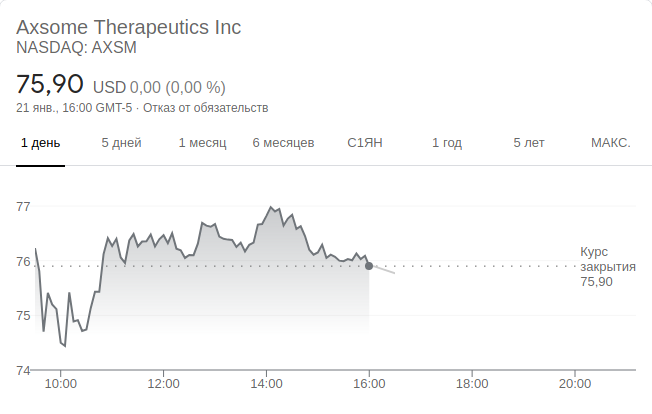 Axsome Therapeutics Inc
NASDAQ: AXSM
75,90 USD 0,00 (0,00 %)
21 янв., 16:00 GMT-5 · Отказ от обязательств
1 день 5 дней 1 месяц 6 месяцев С1ЯН 1 год 5 лет МАКС.
77
76
75
74
Курс
закрытия
75,90
10:00 12:00 14:00 16:00 18:00 20:00